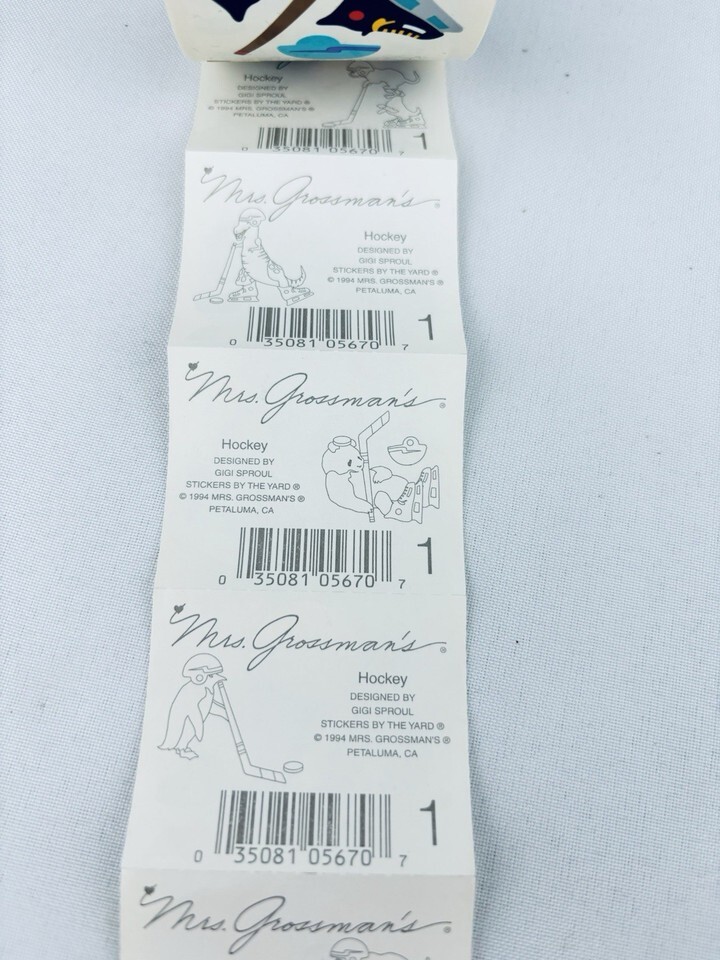 Hockey
DESIGNED BY
GIGI SPROUL
STICKERS BY THE YARD ®
© 1994 MRS. GROSSMAN'S ®
PETALUMA, CA
1
0 35081 05670 7
Mrs. Grossman's ®
Hockey
DESIGNED BY
GIGI SPROUL
STICKERS BY THE YARD ®
© 1994 MRS. GROSSMAN'S ®
PETALUMA, CA
1
0 35081 05670 7
Mrs. Grossman's ®
Hockey
DESIGNED BY
GIGI SPROUL
STICKERS BY THE YARD ®
© 1994 MRS. GROSSMAN'S ®
PETALUMA, CA
1
0 35081 05670 7
Mrs. Grossman's ®
Hockey
DESIGNED BY
GIGI SPROUL
STICKERS BY THE YARD ®
© 1994 MRS. GROSSMAN'S ®
PETALUMA, CA
1
0 35081 05670 7
Mrs. Grossman's ®